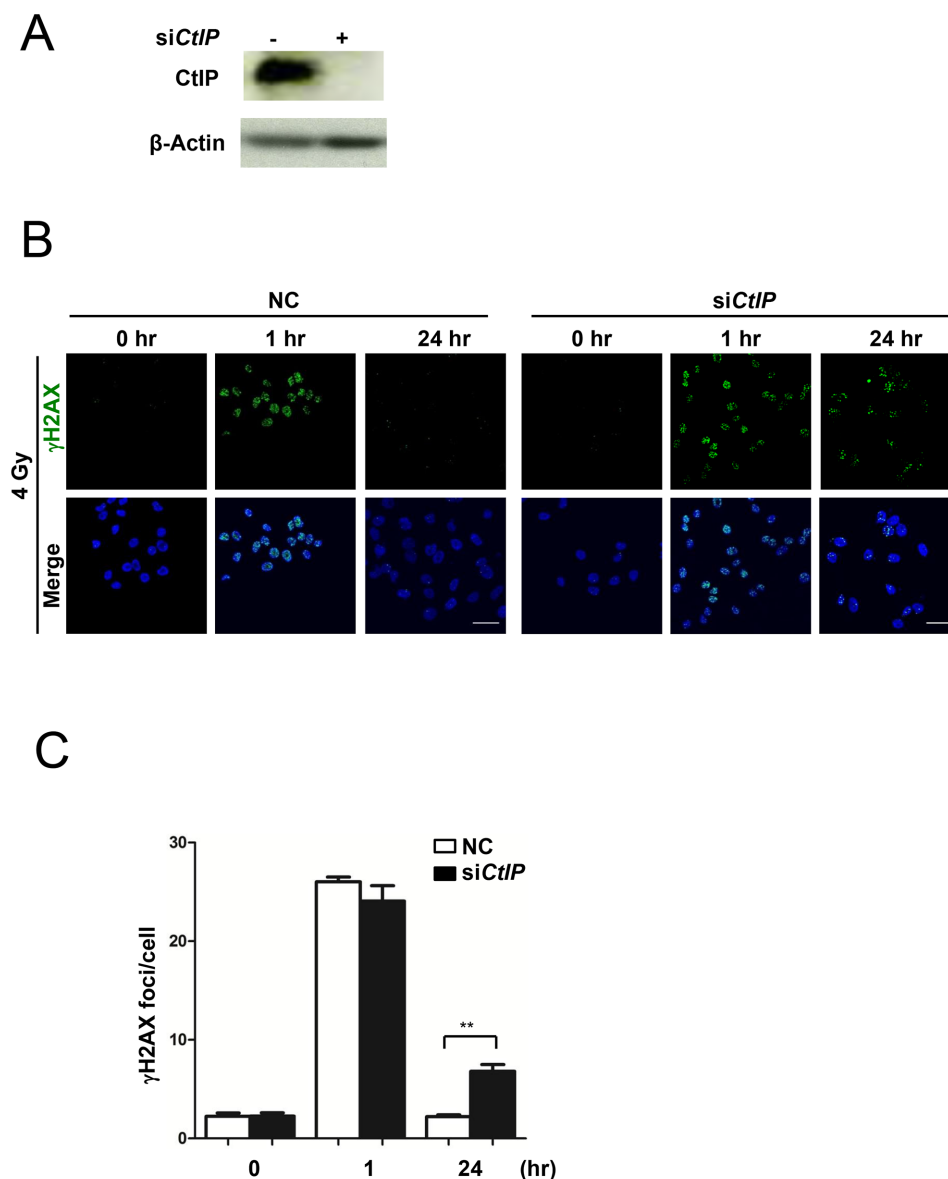 A
siCtIP - +
CtIP
β-Actin
B
NC siCtIP
0 hr 1 hr 24 hr 0 hr 1 hr 24 hr
4 Gy
γH2AX
Merge
C
30
20
10
0
γH2AX foci/cell
NC
siCtIP
**
0 1 24 (hr)